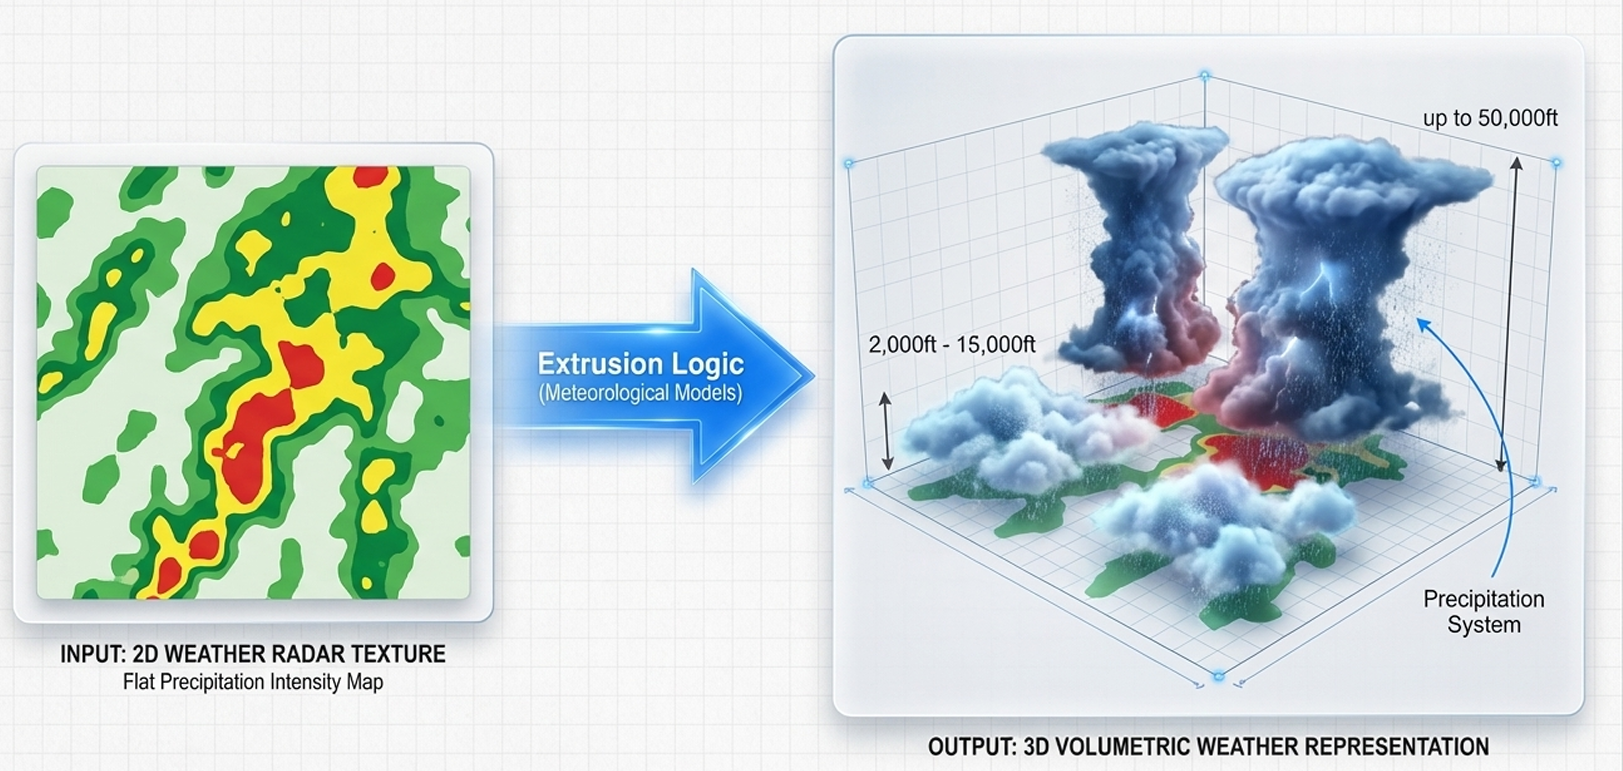 INPUT: 2D WEATHER RADAR TEXTURE
Flat Precipitation Intensity Map
Extrusion Logic
(Meteorological Models)
up to 50,000ft
2,000ft - 15,000ft
Precipitation
System
OUTPUT: 3D VOLUMETRIC WEATHER REPRESENTATION